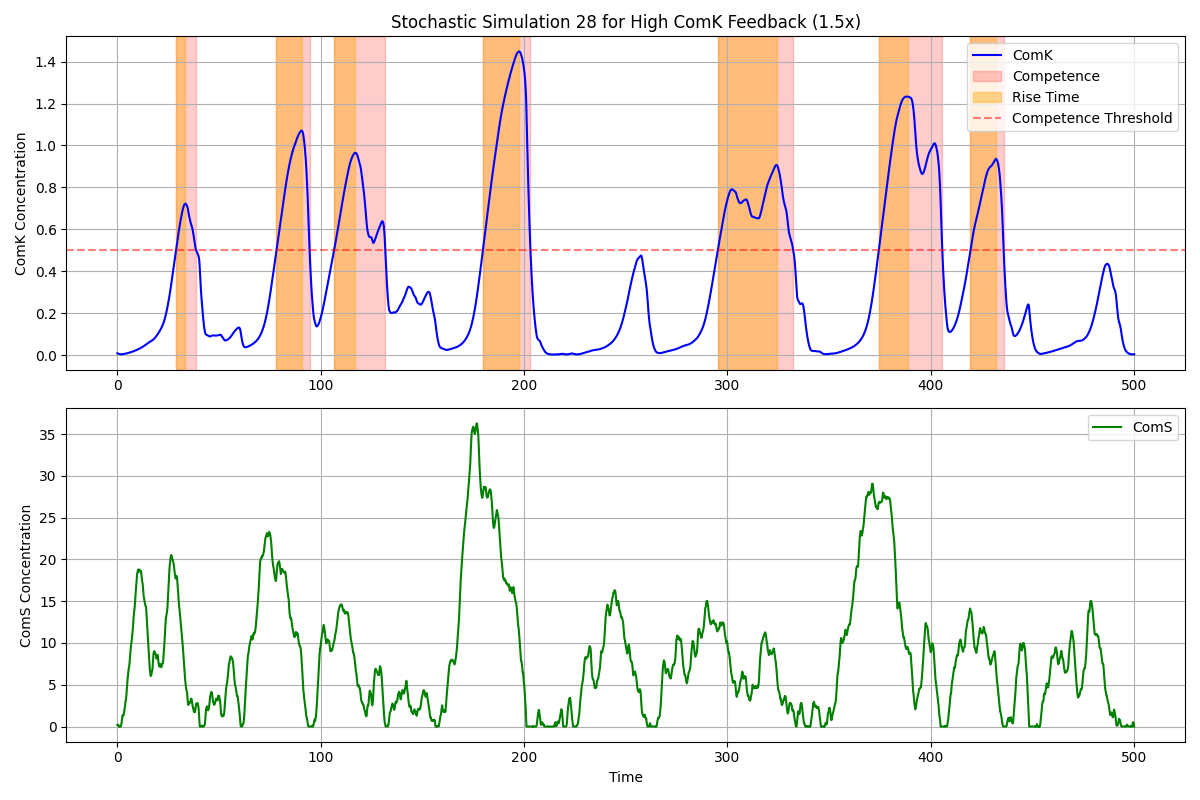 Stochastic Simulation 28 for High ComK Feedback (1.5x)
ComK Concentration
1.4
1.2
1.0
0.8
0.6
0.4
0.2
0.0
ComK
Competence
Rise Time
Competence Threshold
0 100 200 300 400 500
ComS Concentration
35
30
25
20
15
10
5
0
ComS
0 100 200 300 400 500
Time